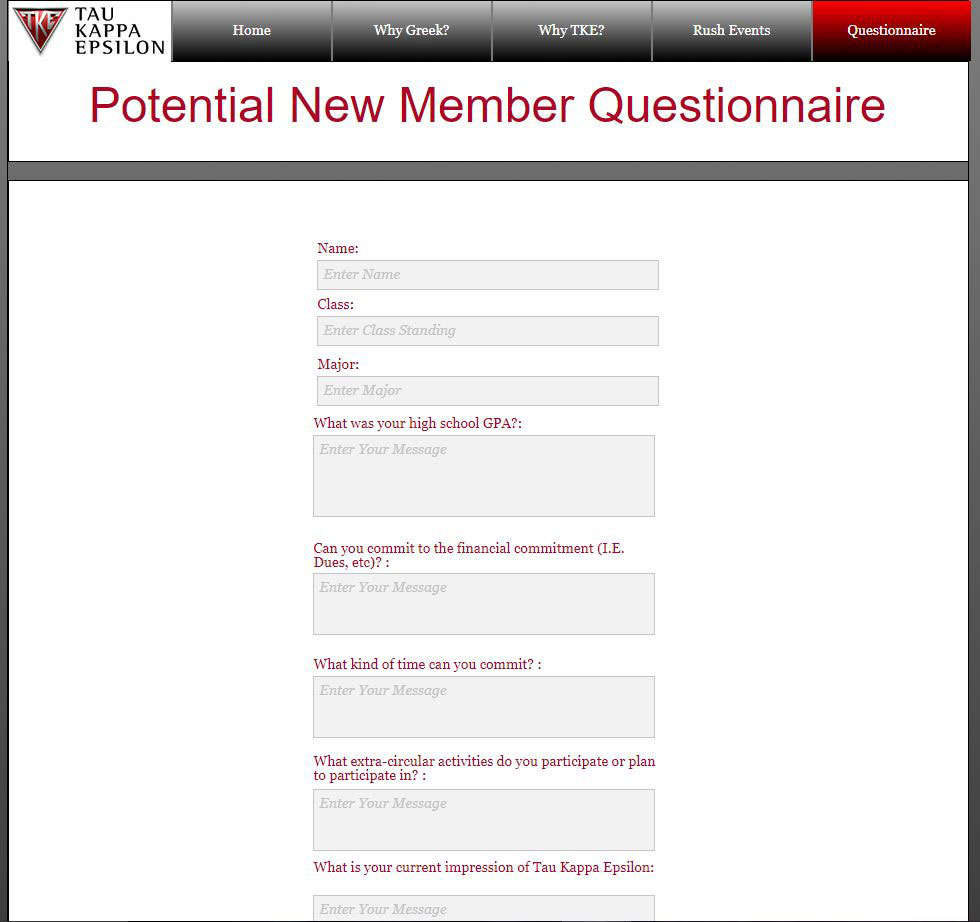 TKE
TAU
KAPPA
EPSILON
Home
Why Greek?
Why TKE?
Rush Events
Questionnaire
Potential New Member Questionnaire
Name:
Enter Name
Class:
Enter Class Standing
Major:
Enter Major
What was your high school GPA?:
Enter Your Message
Can you commit to the financial commitment (I.E.
Dues, etc)? :
Enter Your Message
What kind of time can you commit? :
Enter Your Message
What extra-circular activities do you participate or plan
to participate in? :
Enter Your Message
What is your current impression of Tau Kappa Epsilon:
Enter Your Message